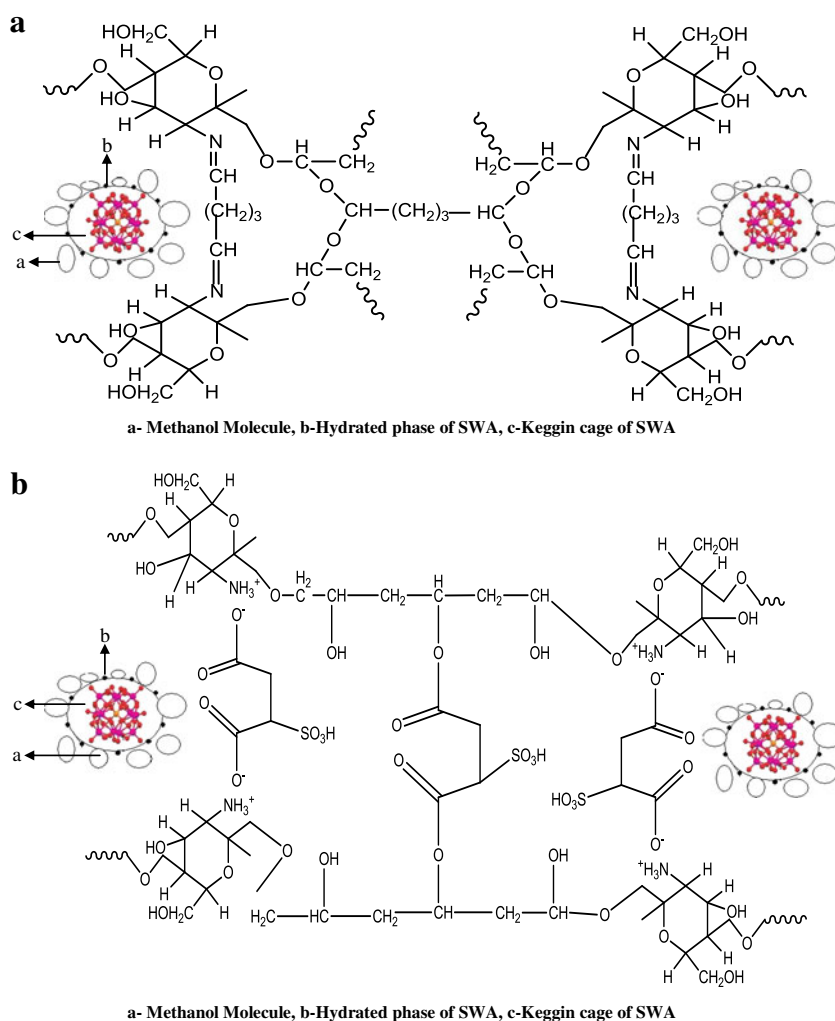 a
HOH₂C H CH₂OH
H O H O H O
O HO H O OH
H H H H
N O H O CH₂ H₂C O H O N
CH CH CH
(CH₂)₃ CH (CH₂)₃ HC (CH₂)₃
CH O O CH
N O CH CH₂ H₂C CH O N
H H
HO H O O H OH
O H H O
HOH₂C H H CH₂OH
b
c
a
a- Methanol Molecule, b-Hydrated phase of SWA, c-Keggin cage of SWA
b
HOH₂C H
H O H CH₂OH H
O O O
HO NH₃⁺ O H₂C CH CH₂ H CH₂ CH OH
H OH O OH O ⁺H₃N H H
O⁻ O⁻
O O O
O SO₃H O SO₃H HO₃S O
O⁻ O⁻
b
c
a
H NH₃⁺ O OH OH ⁺H₃N H
HO H O O H OH
O H O
H₂C HC CH₂ CH O O H
HOH₂C H H CH₂OH
a- Methanol Molecule, b-Hydrated phase of SWA, c-Keggin cage of SWA